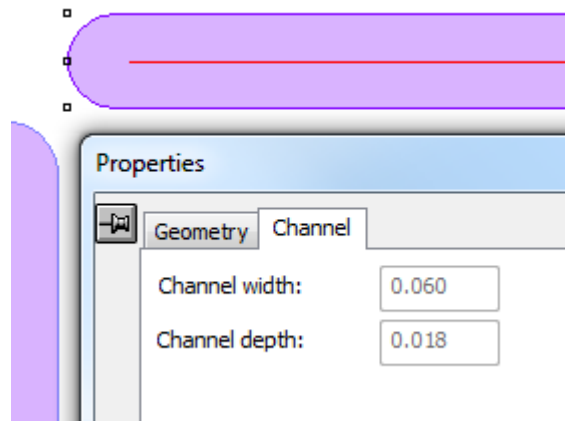 Properties
Geometry Channel
Channel width: 0.060
Channel depth: 0.018